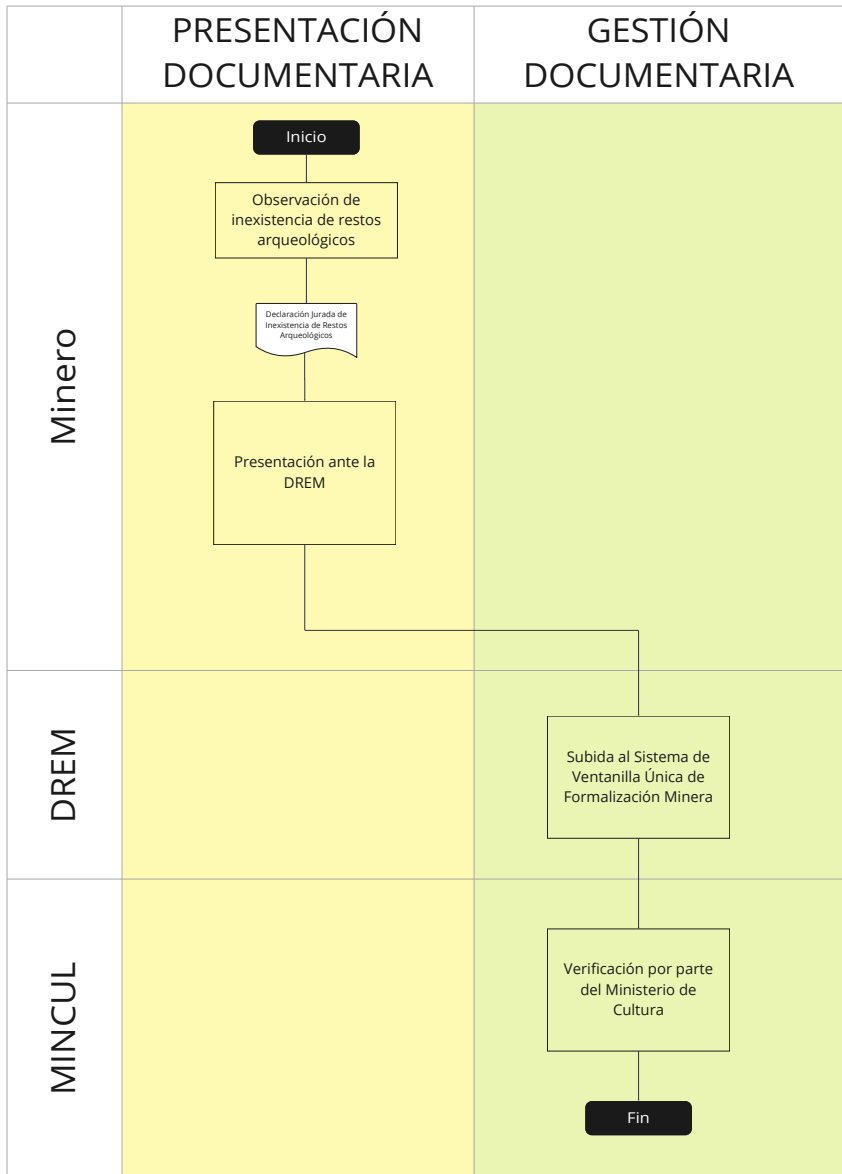 PRESENTACIÓN
DOCUMENTARIA
GESTIÓN
DOCUMENTARIA
Minero
Inicio
Observación de
inexistencia de restos
arqueológicos
Declaración Jurada de
Inexistencia de Restos
Arqueológicos
Presentación ante la
DREM
DREM
Subida al Sistema de
Ventanilla Única de
Formalización Minera
MINCUL
Verificación por parte
del Ministerio de
Cultura
Fin